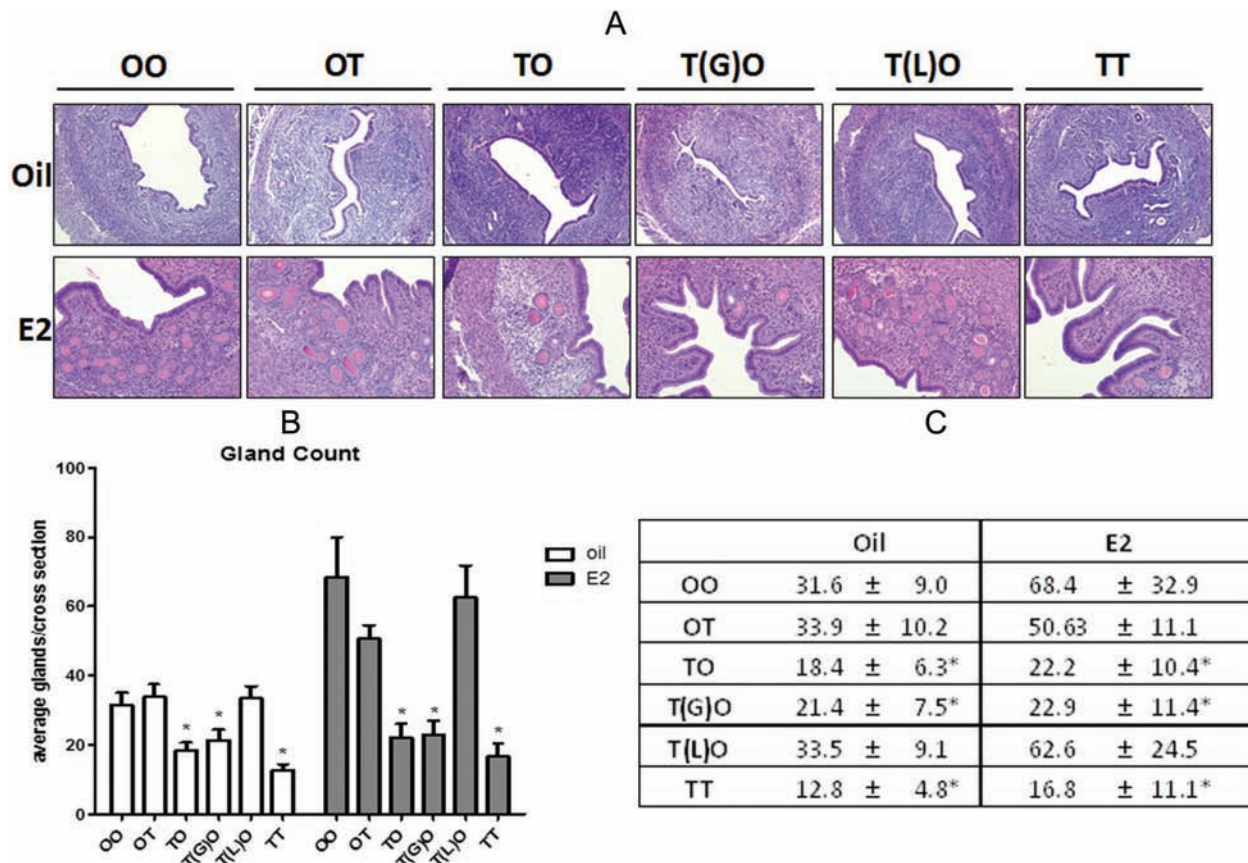 A
OO OT TO T(G)O T(L)O TT
Oil
E2
B
Gland Count
average glands/cross section
100
80
60
40
20
0
* * *
* * *
oil
E2
OO OT TO T(G)O T(L)O TT OO OT TO T(G)O T(L)O TT
C
Oil E2
OO 31.6 ± 9.0 68.4 ± 32.9
OT 33.9 ± 10.2 50.63 ± 11.1
TO 18.4 ± 6.3* 22.2 ± 10.4*
T(G)O 21.4 ± 7.5* 22.9 ± 11.4*
T(L)O 33.5 ± 9.1 62.6 ± 24.5
TT 12.8 ± 4.8* 16.8 ± 11.1*